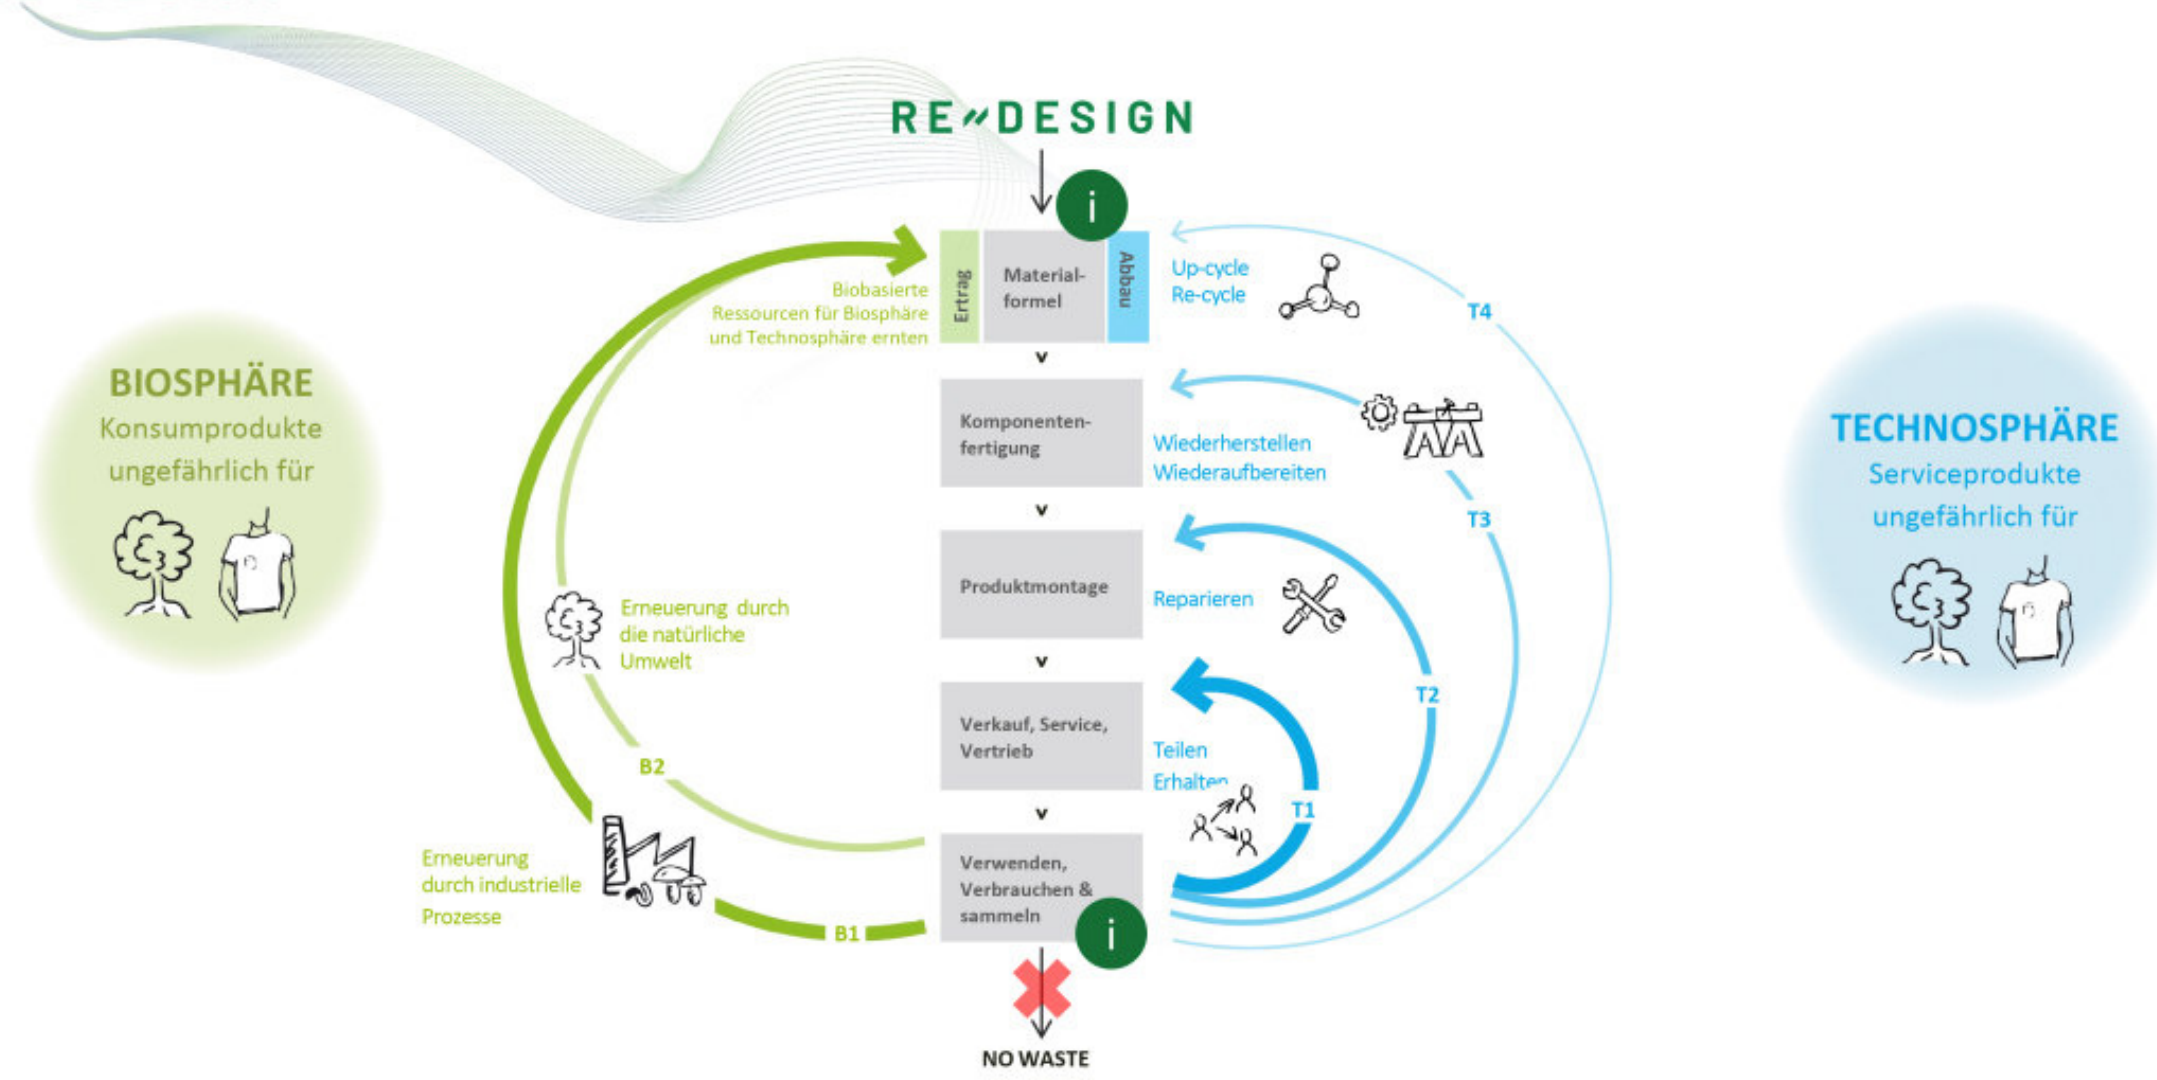 RE DESIGN
i
Ertrag
Material-
formel
Abbau
Biobasierte
Ressourcen für Biosphäre
und Technosphäre ernten
Up-cycle
Re-cycle
T4
BIOSPHÄRE
Konsumprodukte
ungefährlich für
Komponenten-
fertigung
Wiederherstellen
Wiederaufbereiten
T3
TECHNOSPHÄRE
Serviceprodukte
ungefährlich für
Produktmontage
Reparieren
T2
Erneuerung durch
die natürliche
Umwelt
B2
Verkauf, Service,
Vertrieb
Teilen
Erhalten
T1
Erneuerung
durch industrielle
Prozesse
B1
Verwenden,
Verbrauchen &
sammeln
i
NO WASTE